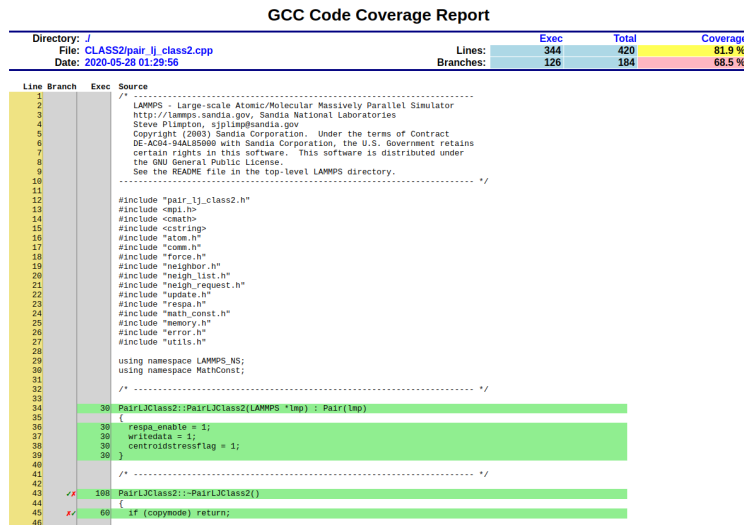 GCC Code Coverage Report
Directory: ./ Exec Total Coverage
File: CLASS2/pair_lj_class2.cpp Lines: 344 420 81.9 %
Date: 2020-05-28 01:29:56 Branches: 126 184 68.5 %
Line Branch Exec Source
1 /* ----------------------------------------------------------------------
2 LAMMPS - Large-scale Atomic/Molecular Massively Parallel Simulator
3 http://lammps.sandia.gov, Sandia National Laboratories
4 Steve Plimpton, sjplimp@sandia.gov
5 Copyright (2003) Sandia Corporation. Under the terms of Contract
6 DE-AC04-94AL85000 with Sandia Corporation, the U.S. Government retains
7 certain rights in this software. This software is distributed under
8 the GNU General Public License.
9 See the README file in the top-level LAMMPS directory.
10 ------------------------------------------------------------------------- */
11
12 #include "pair_lj_class2.h"
13 #include <mpi.h>
14 #include <cmath>
15 #include <cstring>
16 #include "atom.h"
17 #include "comm.h"
18 #include "force.h"
19 #include "neighbor.h"
20 #include "neigh_list.h"
21 #include "neigh_request.h"
22 #include "update.h"
23 #include "respa.h"
24 #include "math_const.h"
25 #include "memory.h"
26 #include "error.h"
27 #include "utils.h"
28
29 using namespace LAMMPS_NS;
30 using namespace MathConst;
31
32 /* ---------------------------------------------------------------------- */
33
34 30 PairLJClass2::PairLJClass2(LAMMPS *lmp) : Pair(lmp)
35 {
36 30 respa_enable = 1;
37 30 writedata = 1;
38 30 centroidstressflag = 1;
39 30 }
40
41 /* ---------------------------------------------------------------------- */
42
43 ✓✗ 108 PairLJClass2::~PairLJClass2()
44 {
45 ✗✓ 60 if (copymode) return;
46